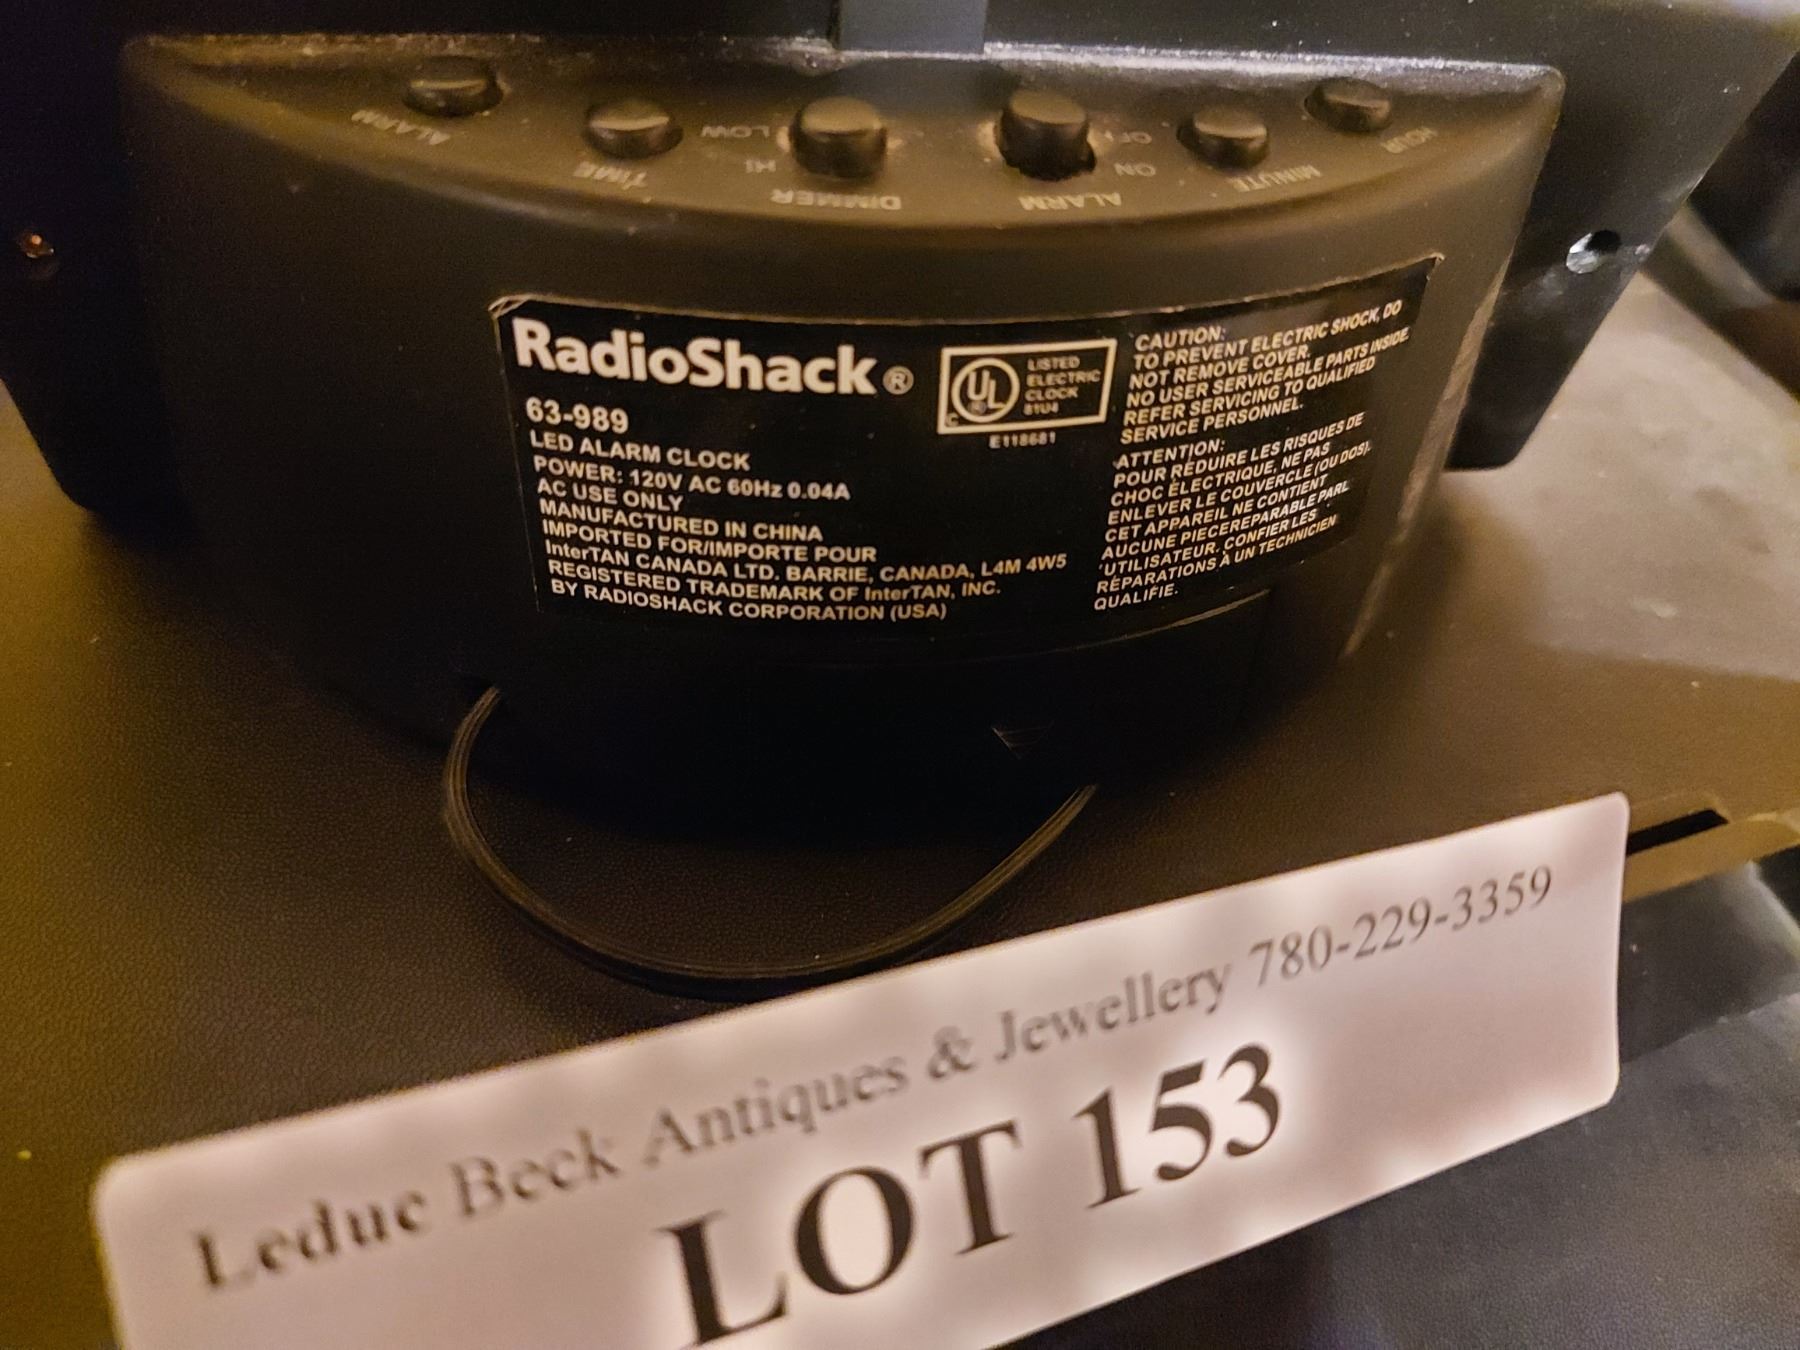 ALARM
TIME
LOW
HI
DIMMER
OFF
ON
ALARM
MINUTE
HOUR
RadioShack®
63-989
LED ALARM CLOCK
POWER: 120V AC 60Hz 0.04A
AC USE ONLY
MANUFACTURED IN CHINA
IMPORTED FOR/IMPORTE POUR
InterTAN CANADA LTD. BARRIE, CANADA, L4M 4W5
REGISTERED TRADEMARK OF InterTAN, INC.
BY RADIOSHACK CORPORATION (USA)
C UL ®
LISTED
ELECTRIC
CLOCK
81U4
E118681
CAUTION:
TO PREVENT ELECTRIC SHOCK, DO
NOT REMOVE COVER.
NO USER SERVICEABLE PARTS INSIDE.
REFER SERVICING TO QUALIFIED
SERVICE PERSONNEL.
ATTENTION:
POUR RÉDUIRE LES RISQUES DE
CHOC ÉLECTRIQUE, NE PAS
ENLEVER LE COUVERCLE (OU DOS).
CET APPAREIL NE CONTIENT
AUCUNE PIECEREPARABLE PARL
'UTILISATEUR. CONFIER LES
RÉPARATIONS À UN TECHNICIEN
QUALIFIE.
Leduc Beck Antiques & Jewellery 780-229-3359
LOT 153